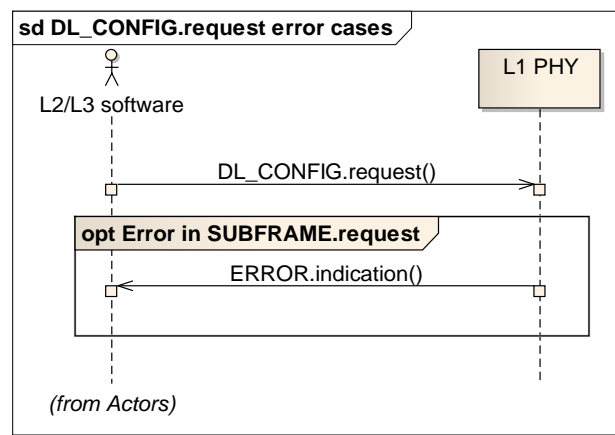 sd DL_CONFIG.request error cases
L2/L3 software
L1 PHY
DL_CONFIG.request()
opt Error in SUBFRAME.request
ERROR.indication()
(from Actors)